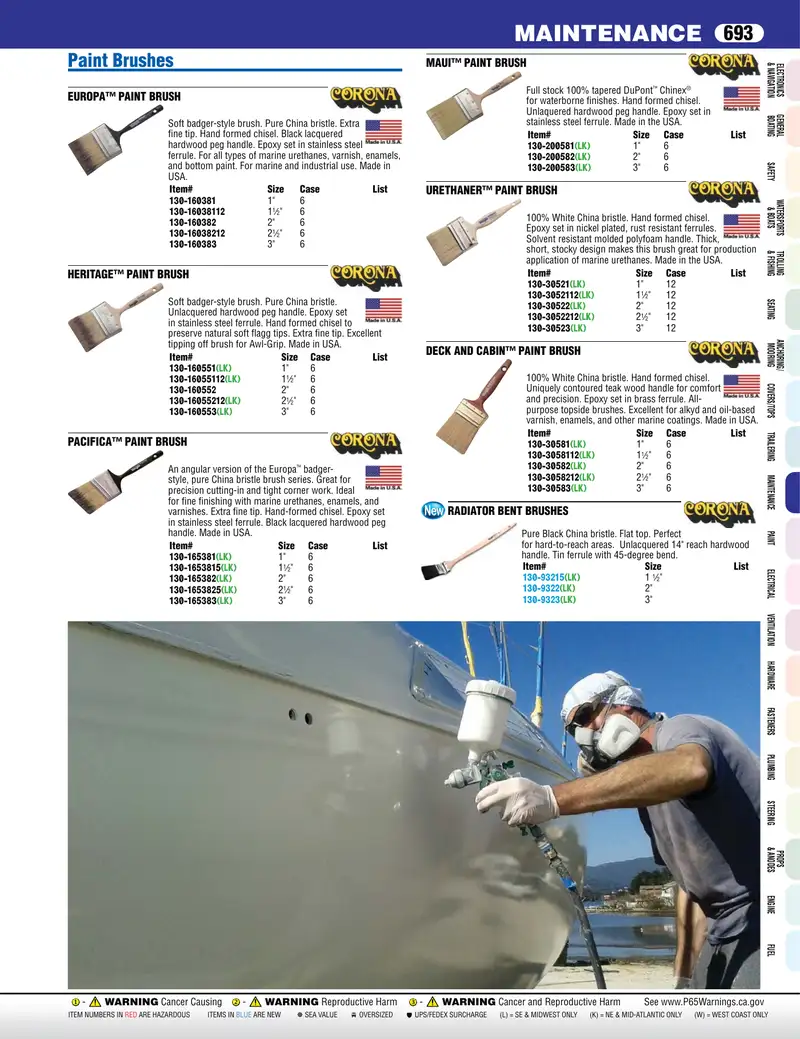 MAINTENANCE 693
Paint Brushes
EUROPA™ PAINT BRUSH
CORONA
Soft badger-style brush. Pure China bristle. Extra
fine tip. Hand formed chisel. Black lacquered
hardwood peg handle. Epoxy set in stainless steel
Made in U.S.A.
ferrule. For all types of marine urethanes, varnish, enamels,
and bottom paint. For marine and industrial use. Made in
USA.
Item# Size Case List
130-160381 1" 6
130-16038112 1½" 6
130-160382 2" 6
130-16038212 2½" 6
130-160383 3" 6
HERITAGE™ PAINT BRUSH
CORONA
Soft badger-style brush. Pure China bristle.
Unlacquered hardwood peg handle. Epoxy set
in stainless steel ferrule. Hand formed chisel to
Made in U.S.A.
preserve natural soft flagg tips. Extra fine tip. Excellent
tipping off brush for Awl-Grip. Made in USA.
Item# Size Case List
130-160551(LK) 1" 6
130-16055112(LK) 1½" 6
130-160552 2" 6
130-16055212(LK) 2½" 6
130-160553(LK) 3" 6
PACIFICA™ PAINT BRUSH
CORONA
An angular version of the Europa™ badger-
style, pure China bristle brush series. Great for
precision cutting-in and tight corner work. Ideal
Made in U.S.A.
for fine finishing with marine urethanes, enamels, and
varnishes. Extra fine tip. Hand-formed chisel. Epoxy set
in stainless steel ferrule. Black lacquered hardwood peg
handle. Made in USA.
Item# Size Case List
130-165381(LK) 1" 6
130-1653815(LK) 1½" 6
130-165382(LK) 2" 6
130-1653825(LK) 2½" 6
130-165383(LK) 3" 6
MAUI™ PAINT BRUSH
CORONA
Full stock 100% tapered DuPont™ Chinex®
for waterborne finishes. Hand formed chisel.
Unlacquered hardwood peg handle. Epoxy set in
Made in U.S.A.
stainless steel ferrule. Made in the USA.
Item# Size Case List
130-200581(LK) 1" 6
130-200582(LK) 2" 6
130-200583(LK) 3" 6
URETHANER™ PAINT BRUSH
CORONA
100% White China bristle. Hand formed chisel.
Epoxy set in nickel plated, rust resistant ferrules.
Solvent resistant molded polyfoam handle. Thick,
Made in U.S.A.
short, stocky design makes this brush great for production
application of marine urethanes. Made in the USA.
Item# Size Case List
130-30521(LK) 1" 12
130-3052112(LK) 1½" 12
130-30522(LK) 2" 12
130-3052212(LK) 2½" 12
130-30523(LK) 3" 12
DECK AND CABIN™ PAINT BRUSH
CORONA
100% White China bristle. Hand formed chisel.
Uniquely contoured teak wood handle for comfort
and precision. Epoxy set in brass ferrule. All-
Made in U.S.A.
purpose topside brushes. Excellent for alkyd and oil-based
varnish, enamels, and other marine coatings. Made in USA.
Item# Size Case List
130-30581(LK) 1" 6
130-3058112(LK) 1½" 6
130-30582(LK) 2" 6
130-3058212(LK) 2½" 6
130-30583(LK) 3" 6
New RADIATOR BENT BRUSHES
CORONA
Pure Black China bristle. Flat top. Perfect
for hard-to-reach areas. Unlacquered 14" reach hardwood
handle. Tin ferrule with 45-degree bend.
Item# Size List
130-93215(LK) 1 ½"
130-9322(LK) 2"
130-9323(LK) 3"
ELECTRONICS
& NAVIGATION
GENERAL
BOATING
SAFETY
WATERSPORTS
& BOATS
TROLLING
& FISHING
SEATING
ANCHORING/
MOORING
COVERS/TOPS
TRAILERING
MAINTENANCE
PAINT
ELECTRICAL
VENTILATION
HARDWARE
FASTENERS
PLUMBING
STEERING
PROPS
& ANODES
ENGINE
FUEL
1 - WARNING Cancer Causing 2 - WARNING Reproductive Harm 3 - WARNING Cancer and Reproductive Harm See www.P65Warnings.ca.gov
ITEM NUMBERS IN RED ARE HAZARDOUS ITEMS IN BLUE ARE NEW SEA VALUE OVERSIZED UPS/FEDEX SURCHARGE (L) = SE & MIDWEST ONLY (K) = NE & MID-ATLANTIC ONLY (W) = WEST COAST ONLY